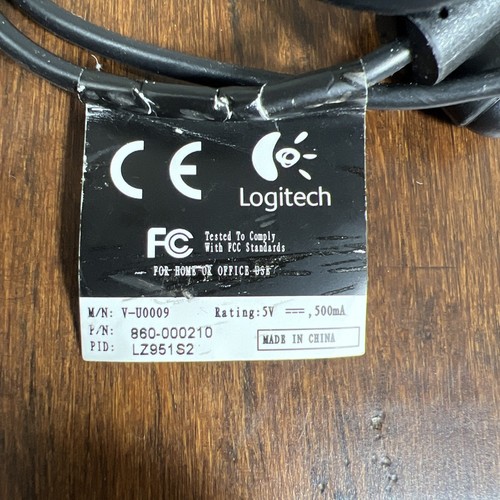 CE
Logitech
FC
Tested To Comply
With FCC Standards
FOR HOME OR OFFICE USE
M/N: V-U0009 Rating:5V ⎓,500mA
P/N: 860-000210
PID: LZ951S2
MADE IN CHINA